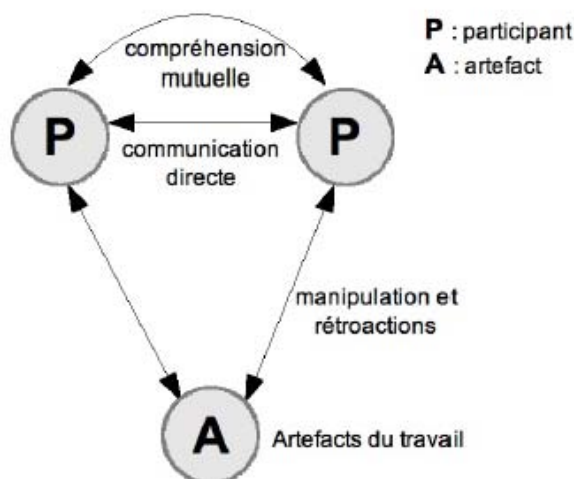 compréhension
mutuelle
P : participant
A : artefact
P
P
communication
directe
manipulation et
rétroactions
A
Artefacts du travail